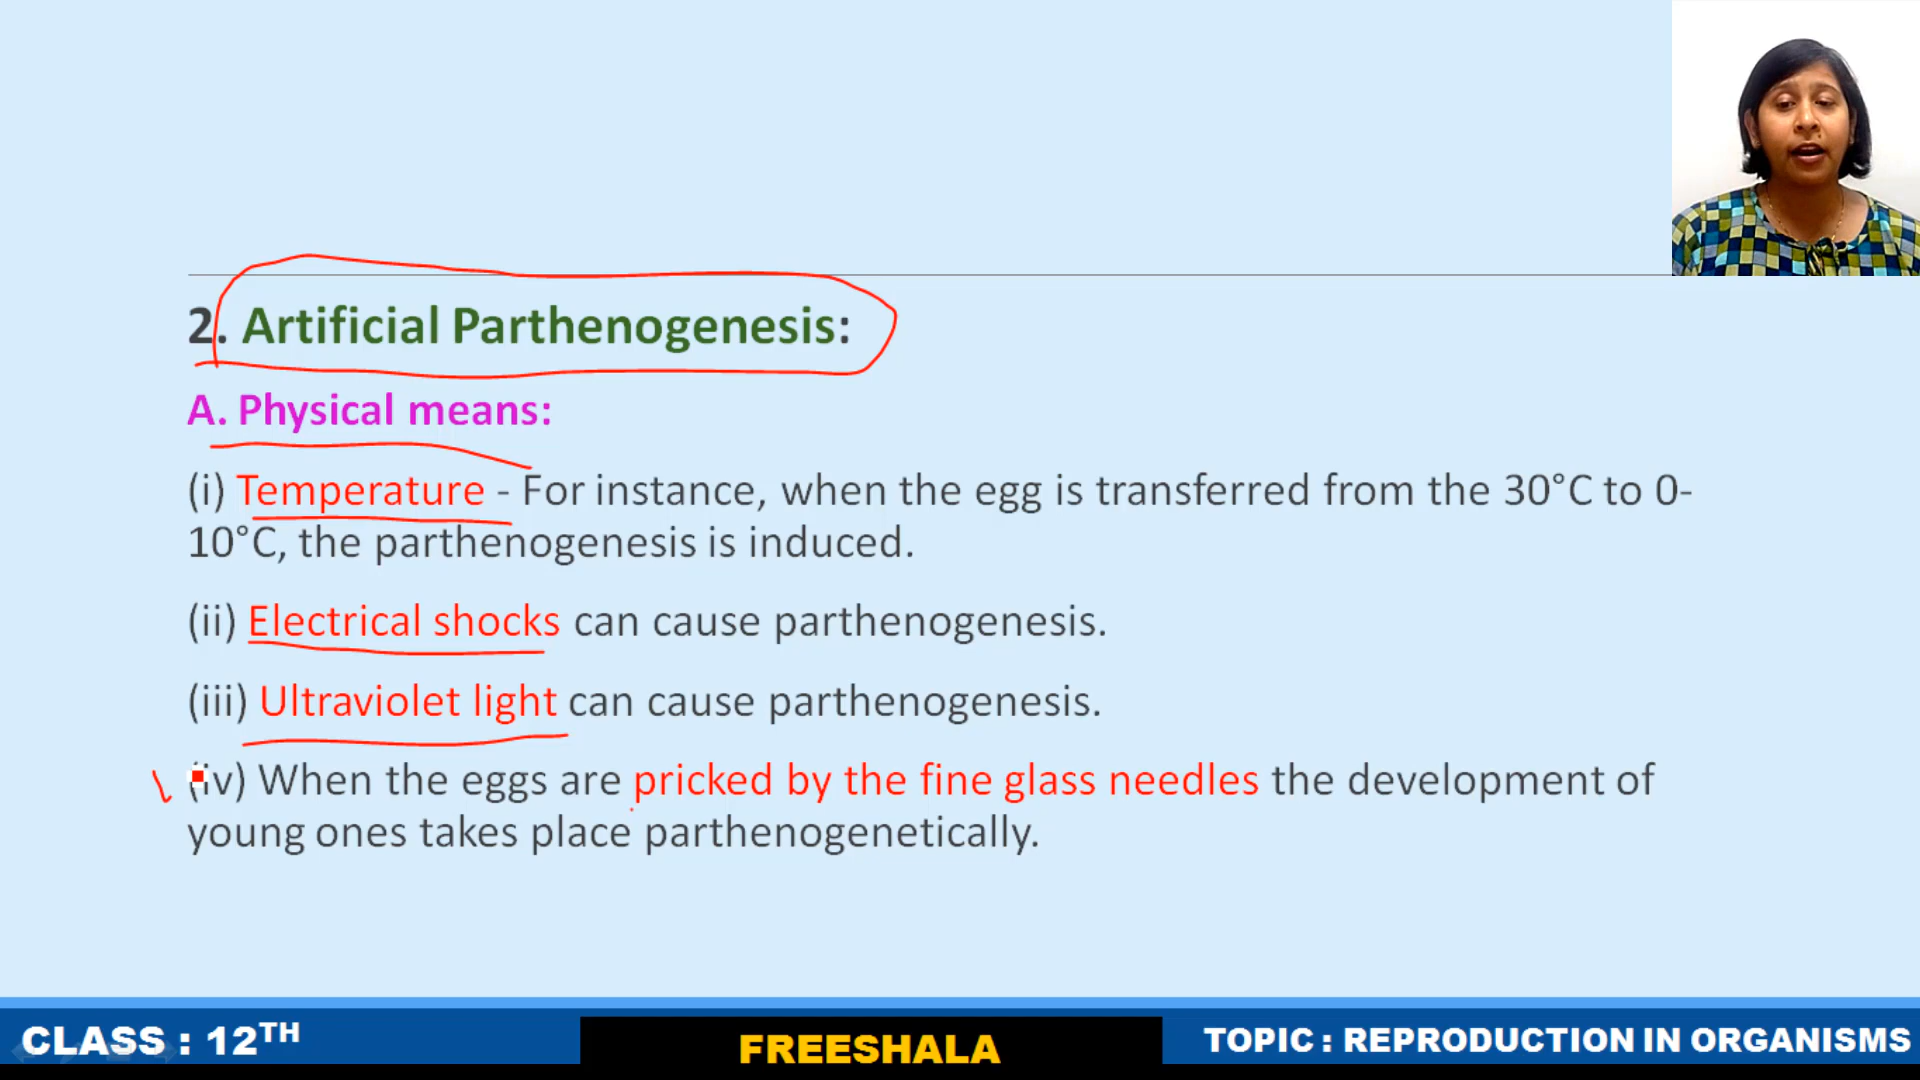 2. Artificial Parthenogenesis:
A. Physical means:
(i) Temperature - For instance, when the egg is transferred from the 30°C to 0-
10°C, the parthenogenesis is induced.
(ii) Electrical shocks can cause parthenogenesis.
(iii) Ultraviolet light can cause parthenogenesis.
(iv) When the eggs are pricked by the fine glass needles the development of
young ones takes place parthenogenetically.
CLASS : 12TH
FREESHALA
TOPIC : REPRODUCTION IN ORGANISMS